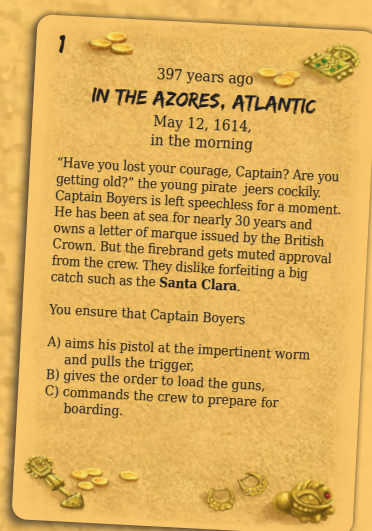 1
397 years ago
IN THE AZORES, ATLANTIC
May 12, 1614,
in the morning
“Have you lost your courage, Captain? Are you
getting old?” the young pirate jeers cockily.
Captain Boyers is left speechless for a moment.
He has been at sea for nearly 30 years and
owns a letter of marque issued by the British
Crown. But the firebrand gets muted approval
from the crew. They dislike forfeiting a big
catch such as the Santa Clara.
You ensure that Captain Boyers
A) aims his pistol at the impertinent worm
and pulls the trigger,
B) gives the order to load the guns,
C) commands the crew to prepare for
boarding.